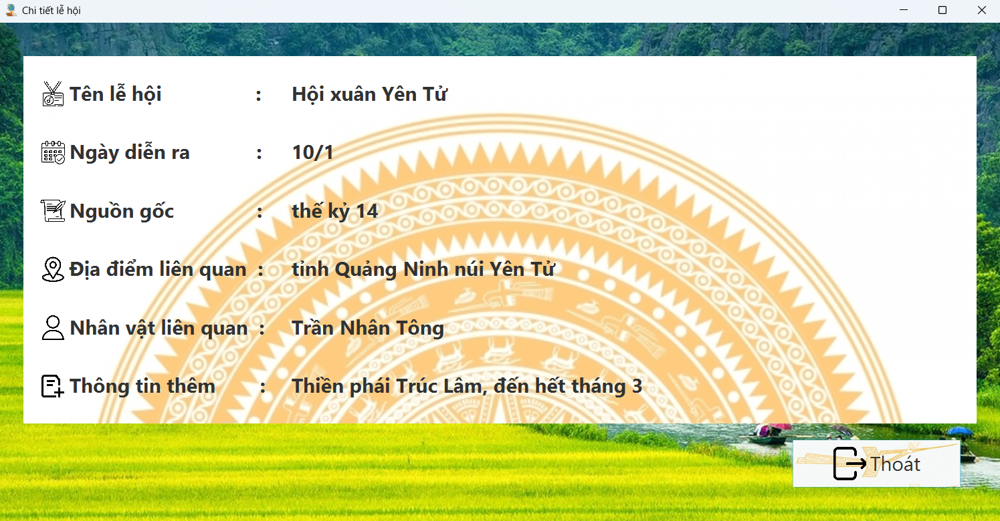 Chi tiết lễ hội
Tên lễ hội : Hội xuân Yên Tử
Ngày diễn ra : 10/1
Nguồn gốc : thế kỷ 14
Địa điểm liên quan : tỉnh Quảng Ninh núi Yên Tử
Nhân vật liên quan : Trần Nhân Tông
Thông tin thêm : Thiền phái Trúc Lâm, đến hết tháng 3
Thoát